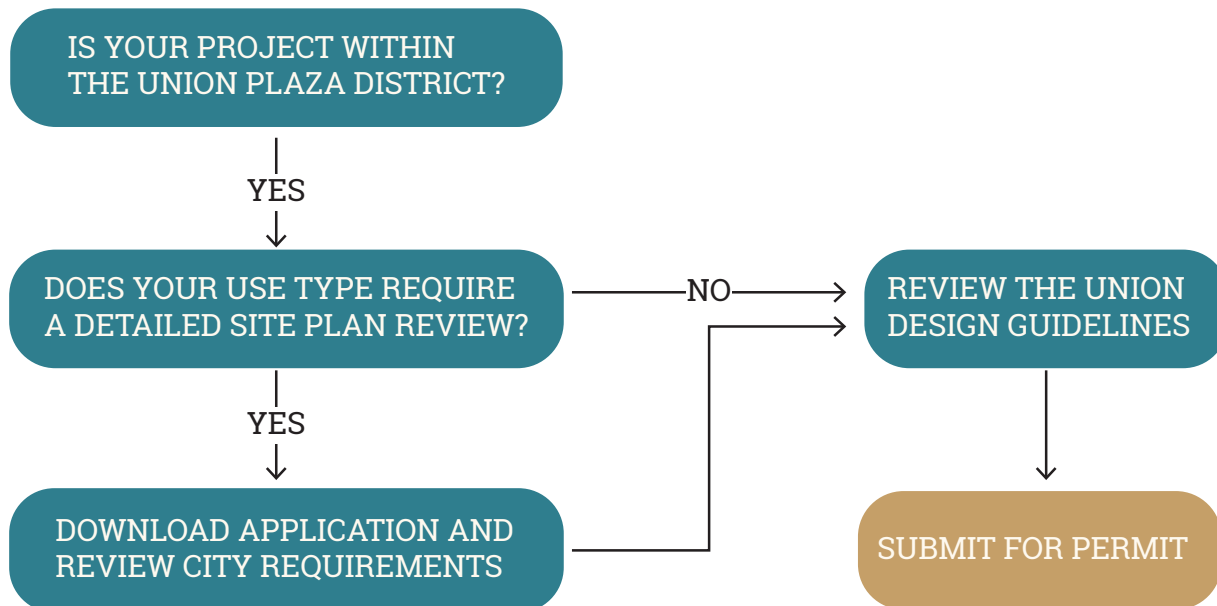 IS YOUR PROJECT WITHIN
THE UNION PLAZA DISTRICT?
YES
DOES YOUR USE TYPE REQUIRE
A DETAILED SITE PLAN REVIEW?
NO
REVIEW THE UNION
DESIGN GUIDELINES
YES
DOWNLOAD APPLICATION AND
REVIEW CITY REQUIREMENTS
SUBMIT FOR PERMIT